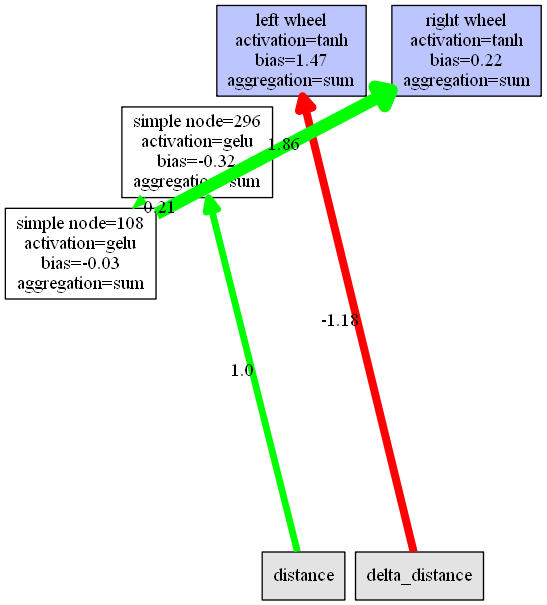 left wheel
activation=tanh
bias=1.47
aggregation=sum
right wheel
activation=tanh
bias=0.22
aggregation=sum
simple node=296
activation=gelu
bias=-0.32
aggregation=sum
1.86
0.21
simple node=108
activation=gelu
bias=-0.03
aggregation=sum
-1.18
1.0
distance
delta_distance